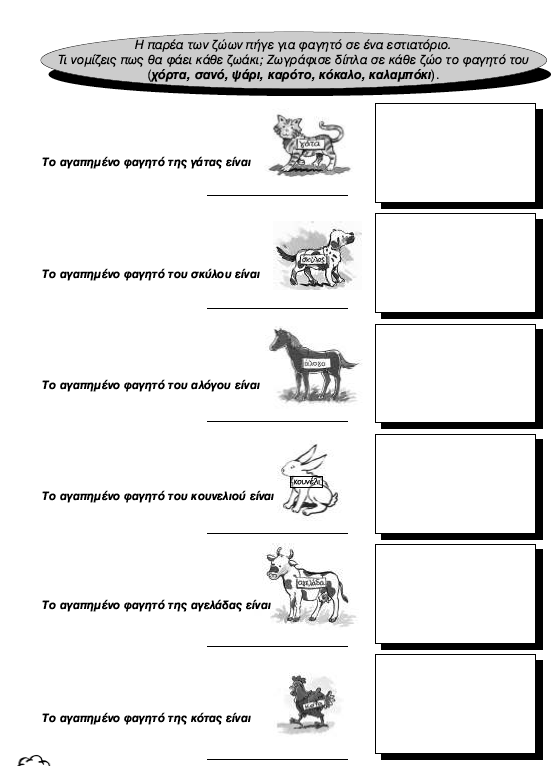 Η παρέα των ζώων πήγε για φαγητό σε ένα εστιατόριο.
Τι νομίζεις πως θα φάει κάθε ζωάκι; Ζωγράφισε δίπλα σε κάθε ζώο το φαγητό του
(χόρτα, σανό, ψάρι, καρότο, κόκαλο, καλαμπόκι).
γάτα
Το αγαπημένο φαγητό της γάτας είναι
σκύλος
Το αγαπημένο φαγητό του σκύλου είναι
άλογο
Το αγαπημένο φαγητό του αλόγου είναι
κουνέλι
Το αγαπημένο φαγητό του κουνελιού είναι
αγελάδα
Το αγαπημένο φαγητό της αγελάδας είναι
Το αγαπημένο φαγητό της κότας είναι